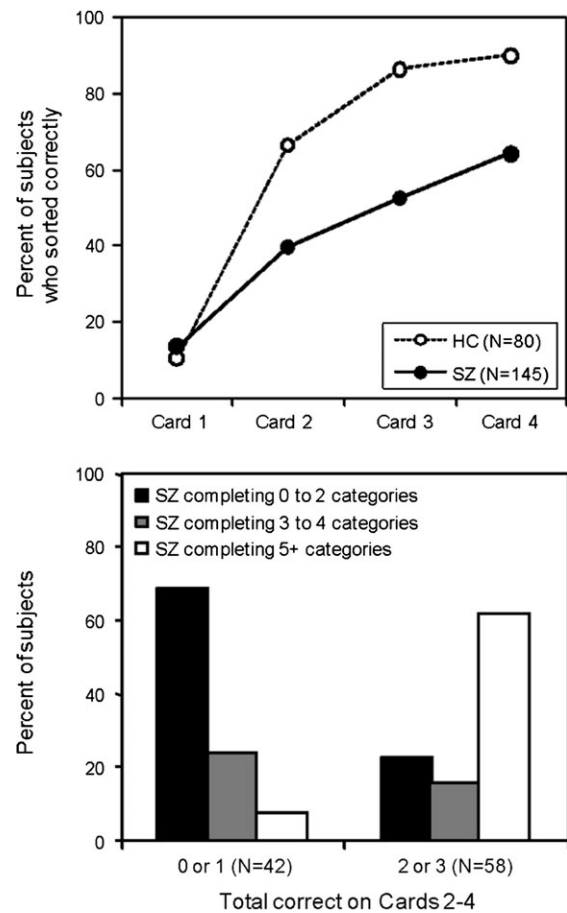 Percent of subjects
who sorted correctly
100
80
60
40
20
0
HC (N=80)
SZ (N=145)
Card 1
Card 2
Card 3
Card 4
Percent of subjects
100
80
60
40
20
0
SZ completing 0 to 2 categories
SZ completing 3 to 4 categories
SZ completing 5+ categories
0 or 1 (N=42)
2 or 3 (N=58)
Total correct on Cards 2-4